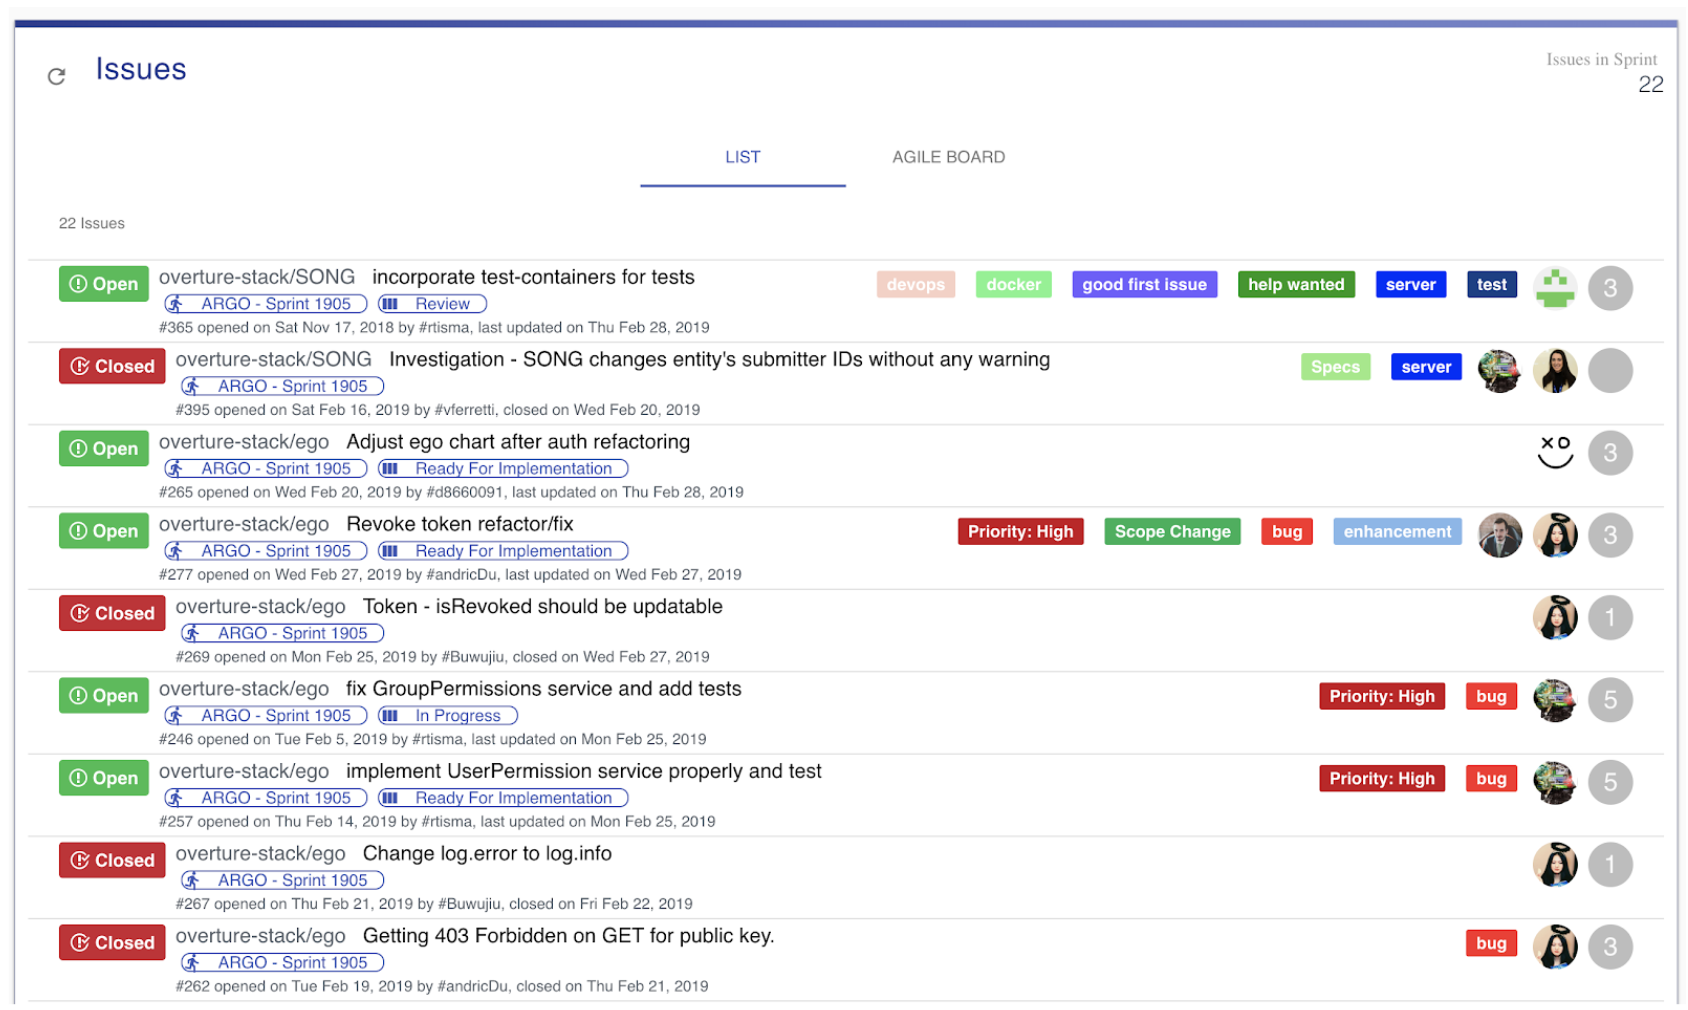 Issues
Issues in Sprint
22
LIST
AGILE BOARD
22 Issues
Open overture-stack/SONG incorporate test-containers for tests devops docker good first issue help wanted server test 3
ARGO - Sprint 1905 Review
#365 opened on Sat Nov 17, 2018 by #rtisma, last updated on Thu Feb 28, 2019
Closed overture-stack/SONG Investigation - SONG changes entity's submitter IDs without any warning Specs server
ARGO - Sprint 1905
#395 opened on Sat Feb 16, 2019 by #vferretti, closed on Wed Feb 20, 2019
Open overture-stack/ego Adjust ego chart after auth refactoring 3
ARGO - Sprint 1905 Ready For Implementation
#265 opened on Wed Feb 20, 2019 by #d8660091, last updated on Thu Feb 28, 2019
Open overture-stack/ego Revoke token refactor/fix Priority: High Scope Change bug enhancement 3
ARGO - Sprint 1905 Ready For Implementation
#277 opened on Wed Feb 27, 2019 by #andricDu, last updated on Wed Feb 27, 2019
Closed overture-stack/ego Token - isRevoked should be updatable 1
ARGO - Sprint 1905
#269 opened on Mon Feb 25, 2019 by #Buwujiu, closed on Wed Feb 27, 2019
Open overture-stack/ego fix GroupPermissions service and add tests Priority: High bug 5
ARGO - Sprint 1905 In Progress
#246 opened on Tue Feb 5, 2019 by #rtisma, last updated on Mon Feb 25, 2019
Open overture-stack/ego implement UserPermission service properly and test Priority: High bug 5
ARGO - Sprint 1905 Ready For Implementation
#257 opened on Thu Feb 14, 2019 by #rtisma, last updated on Mon Feb 25, 2019
Closed overture-stack/ego Change log.error to log.info 1
ARGO - Sprint 1905
#267 opened on Thu Feb 21, 2019 by #Buwujiu, closed on Fri Feb 22, 2019
Closed overture-stack/ego Getting 403 Forbidden on GET for public key. bug 3
ARGO - Sprint 1905
#262 opened on Tue Feb 19, 2019 by #andricDu, closed on Thu Feb 21, 2019